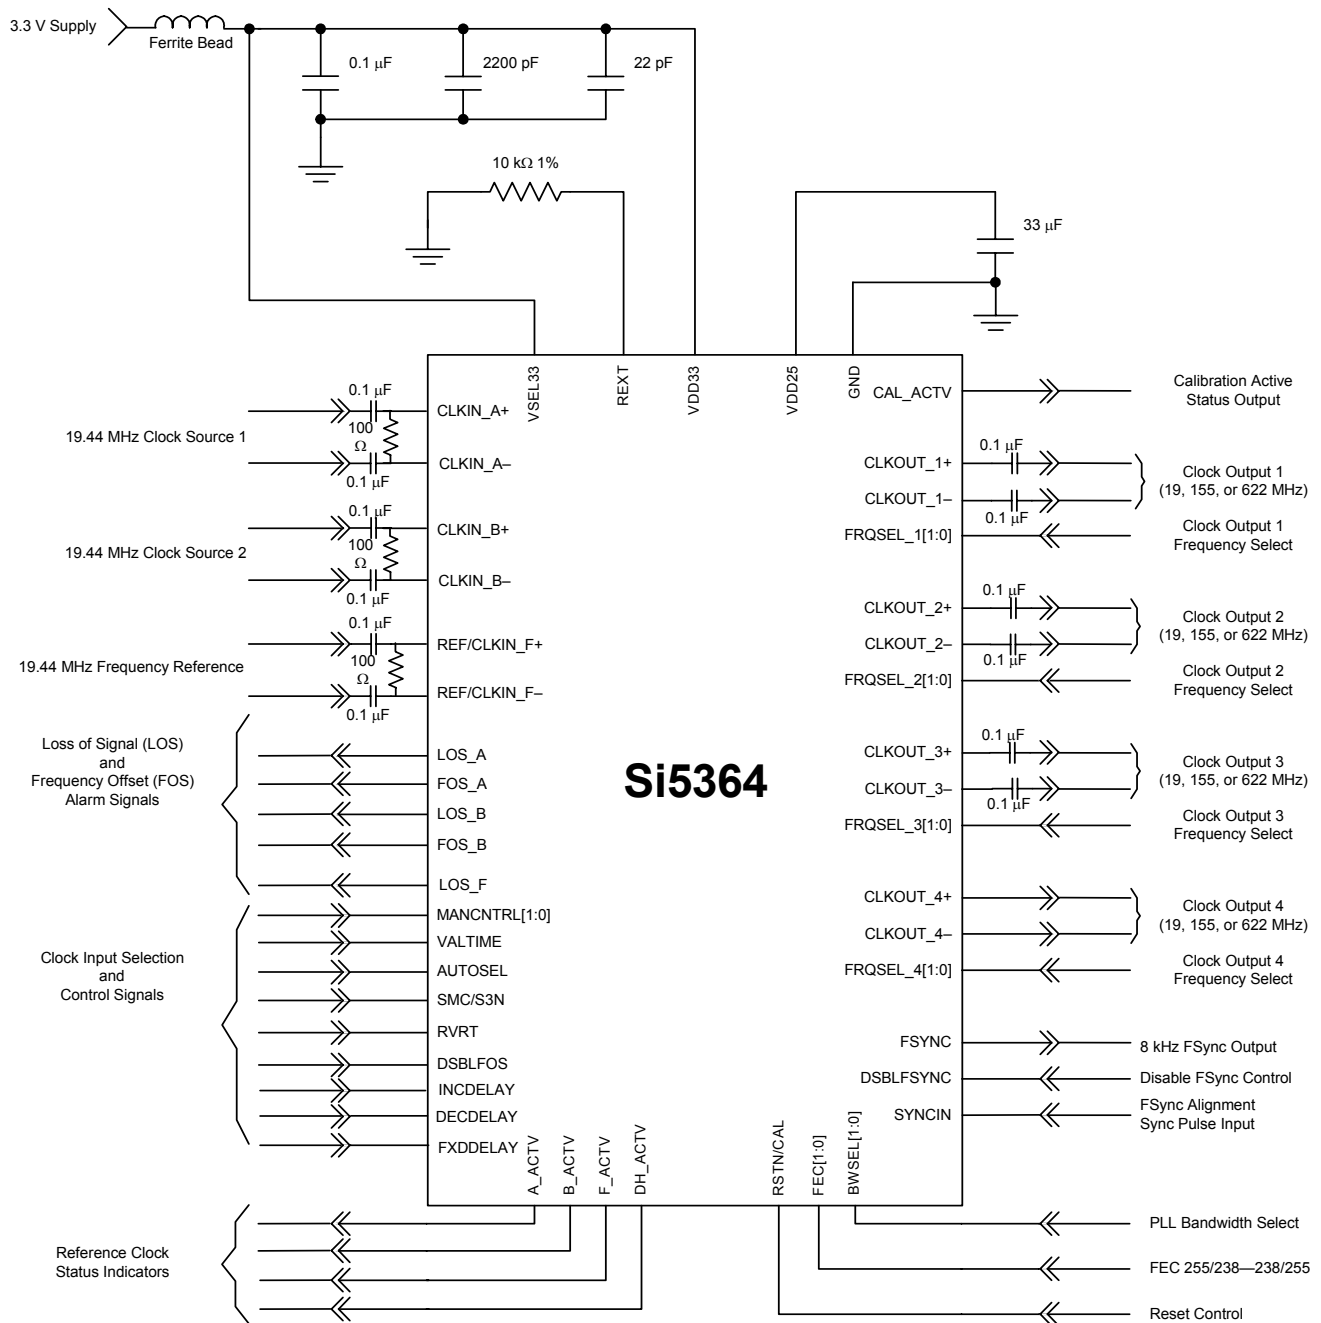 3.3 V Supply
Ferrite Bead
0.1 μF
2200 pF
22 pF
10 kΩ 1%
33 μF
VSEL33
REXT
VDD33
VDD25
GND
0.1 μF
100
Ω
0.1 μF
19.44 MHz Clock Source 1
CLKIN_A+
CLKIN_A–
0.1 μF
100
Ω
0.1 μF
19.44 MHz Clock Source 2
CLKIN_B+
CLKIN_B–
0.1 μF
100
Ω
0.1 μF
19.44 MHz Frequency Reference
REF/CLKIN_F+
REF/CLKIN_F–
Loss of Signal (LOS)
and
Frequency Offset (FOS)
Alarm Signals
LOS_A
FOS_A
LOS_B
FOS_B
LOS_F
Clock Input Selection
and
Control Signals
MANCNTRL[1:0]
VALTIME
AUTOSEL
SMC/S3N
RVRT
DSBLFOS
INCDELAY
DECDELAY
FXDDELAY
Si5364
CAL_ACTV
Calibration Active
Status Output
CLKOUT_1+
CLKOUT_1–
0.1 μF
0.1 μF
Clock Output 1
(19, 155, or 622 MHz)
FRQSEL_1[1:0]
Clock Output 1
Frequency Select
CLKOUT_2+
CLKOUT_2–
0.1 μF
0.1 μF
Clock Output 2
(19, 155, or 622 MHz)
FRQSEL_2[1:0]
Clock Output 2
Frequency Select
CLKOUT_3+
CLKOUT_3–
0.1 μF
0.1 μF
Clock Output 3
(19, 155, or 622 MHz)
FRQSEL_3[1:0]
Clock Output 3
Frequency Select
CLKOUT_4+
CLKOUT_4–
Clock Output 4
(19, 155, or 622 MHz)
FRQSEL_4[1:0]
Clock Output 4
Frequency Select
FSYNC
8 kHz FSync Output
DSBLFSYNC
Disable FSync Control
SYNCIN
FSync Alignment
Sync Pulse Input
A_ACTV
B_ACTV
F_ACTV
DH_ACTV
RSTN/CAL
FEC[1:0]
BWSEL[1:0]
Reference Clock
Status Indicators
PLL Bandwidth Select
FEC 255/238—238/255
Reset Control